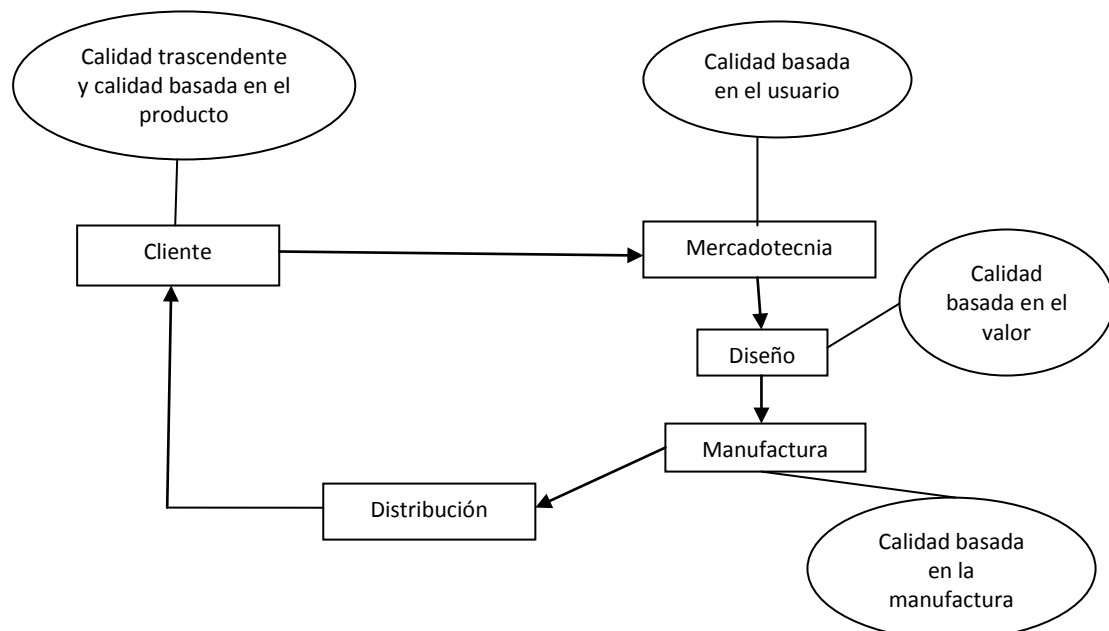 Calidad trascendente
y calidad basada en el
producto
Calidad basada
en el usuario
Cliente
Mercadotecnia
Calidad
basada en el
valor
Diseño
Manufactura
Distribución
Calidad basada
en la
manufactura